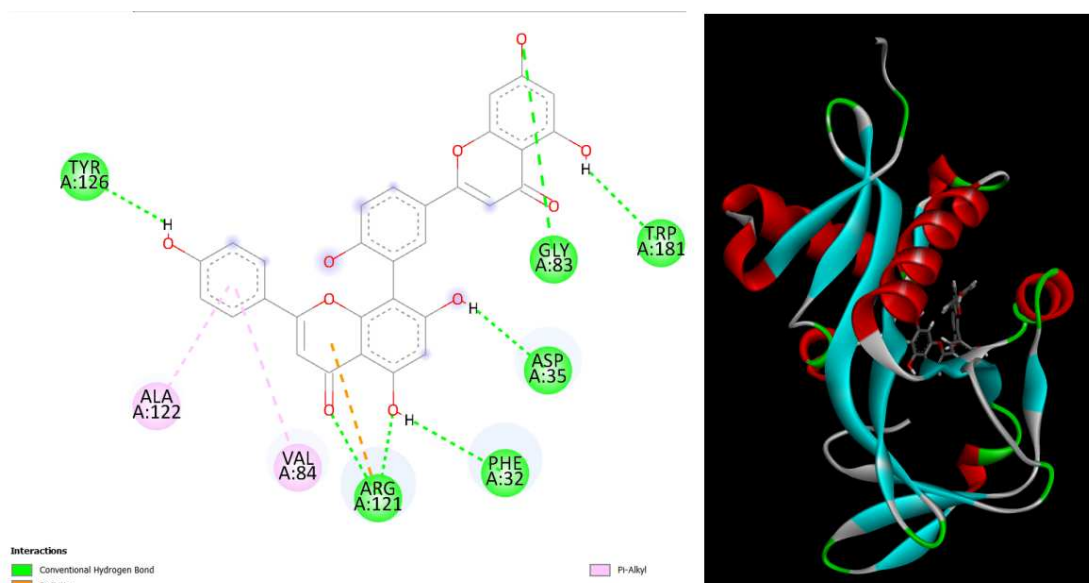 O
O
H
TRP
A:181
O
O
GLY
A:83
TYR
A:126
H
O
O
O
O
H
ASP
A:35
ALA
A:122
VAL
A:84
O
O
H
ARG
A:121
PHE
A:32
Interactions
Conventional Hydrogen Bond
Pi-Alkyl